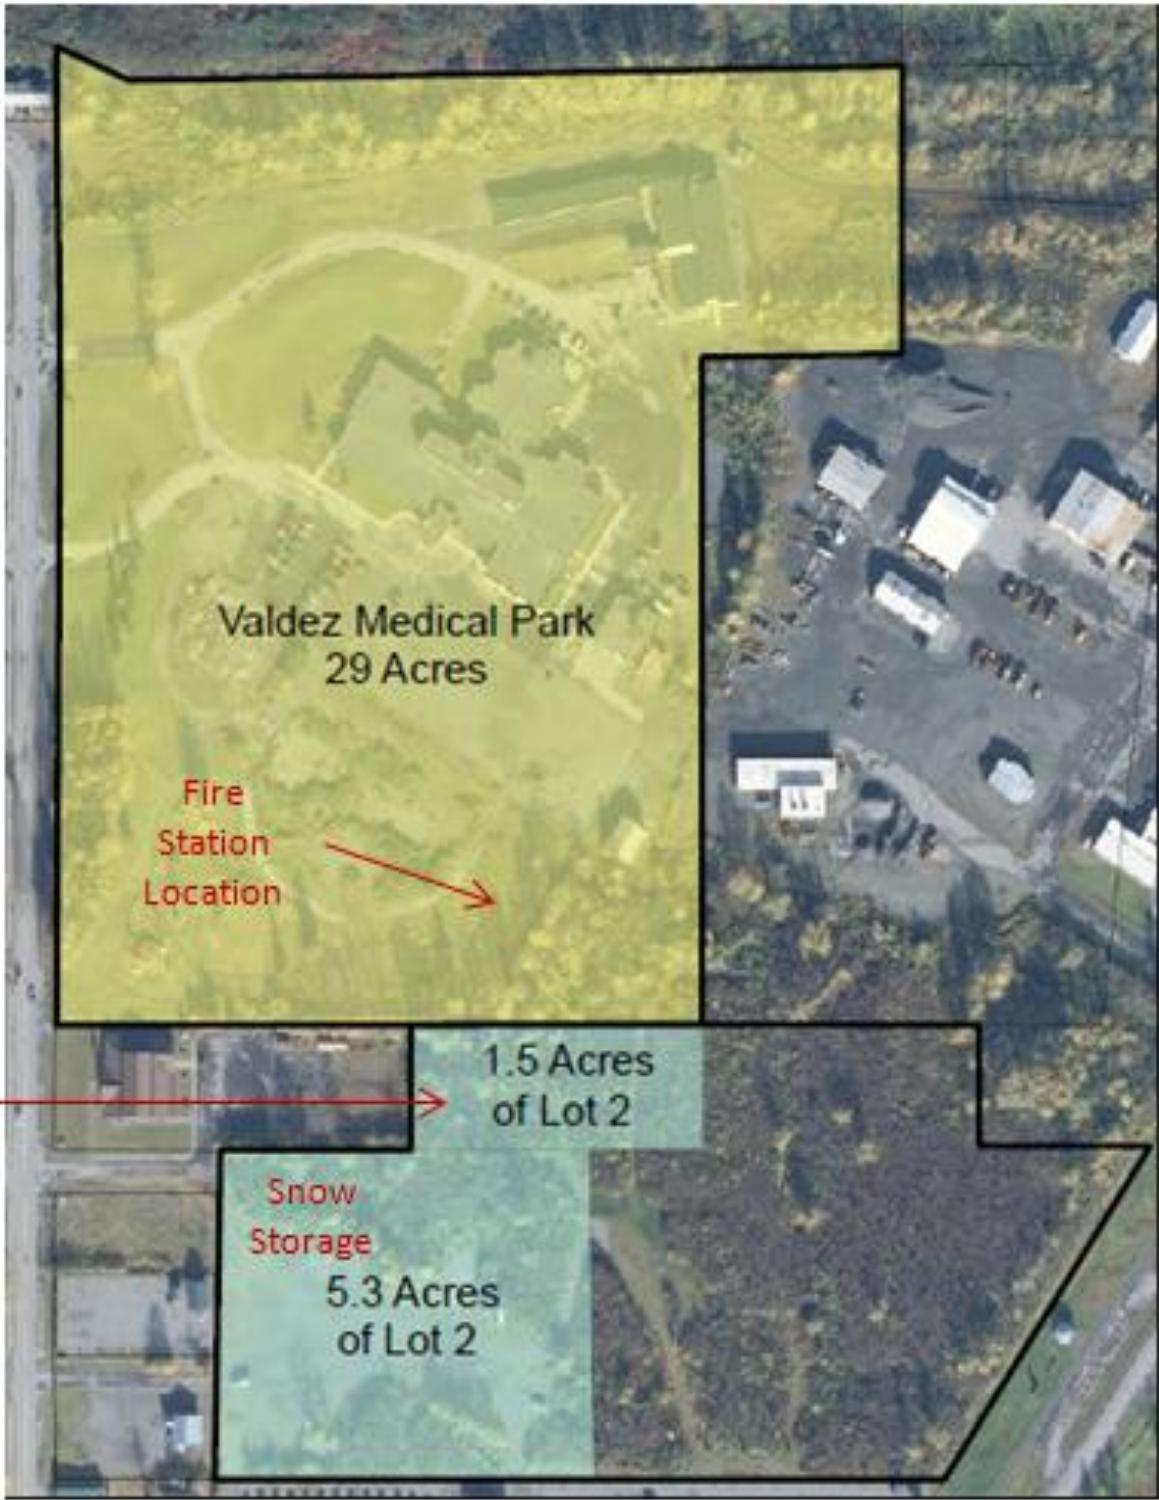 Valdez Medical Park
29 Acres
Fire
Station
Location
1.5 Acres
of Lot 2
Snow
Storage
5.3 Acres
of Lot 2